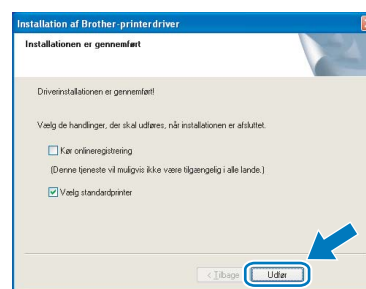 Installation af Brother-printerdriver
Installationen er gennemført
Driverinstallationen er gennemført!
Vælg de handlinger, der skal udføres, når installationen er afsluttet.
Kør onlineregistrering
(Denne tjeneste vil muligvis ikke være tilgængelig i alle lande.)
Vælg standardprinter
< Tilbage
Udfør